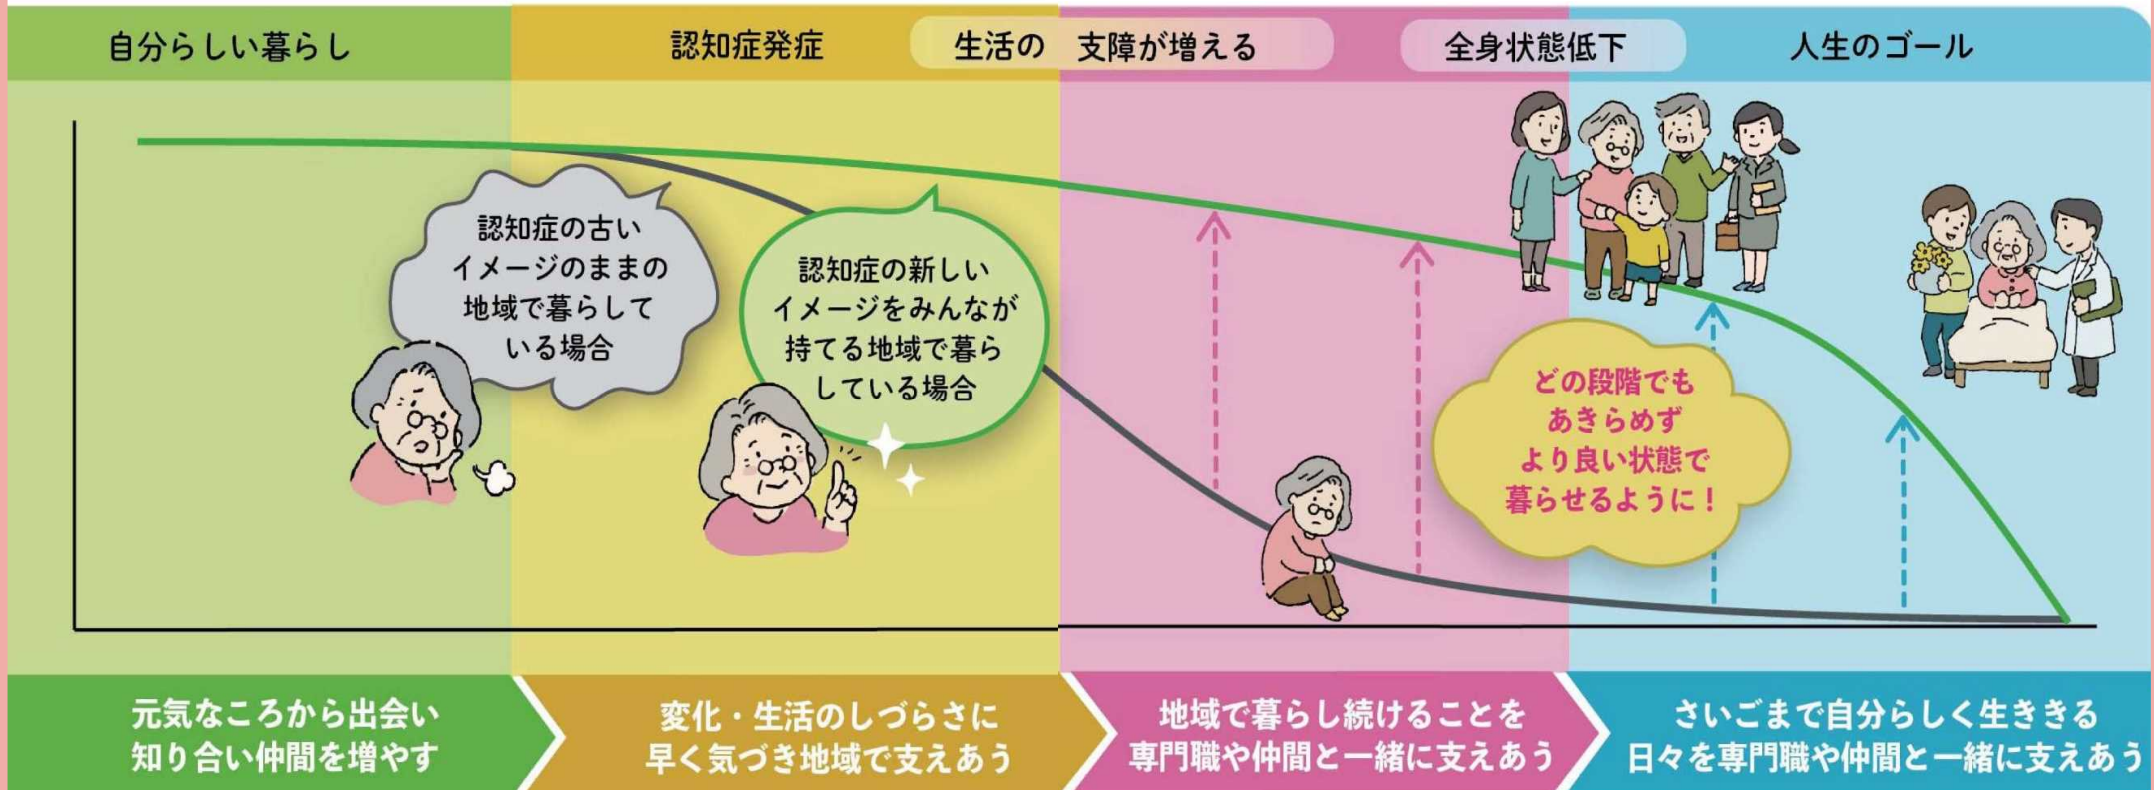 自分らしい暮らし
認知症発症
生活の 支障が増える
全身状態低下
人生のゴール
認知症の古い
イメージのままの
地域で暮らして
いる場合
認知症の新しい
イメージをみんなが
持てる地域で暮ら
している場合
どの段階でも
あきらめず
より良い状態で
暮らせるように！
元気なころから出会い
知り合い仲間を増やす
変化・生活のしづらさに
早く気づき地域で支えあう
地域で暮らし続けることを
専門職や仲間と一緒に支えあう
さいごまで自分らしく生ききる
日々を専門職や仲間と一緒に支えあう